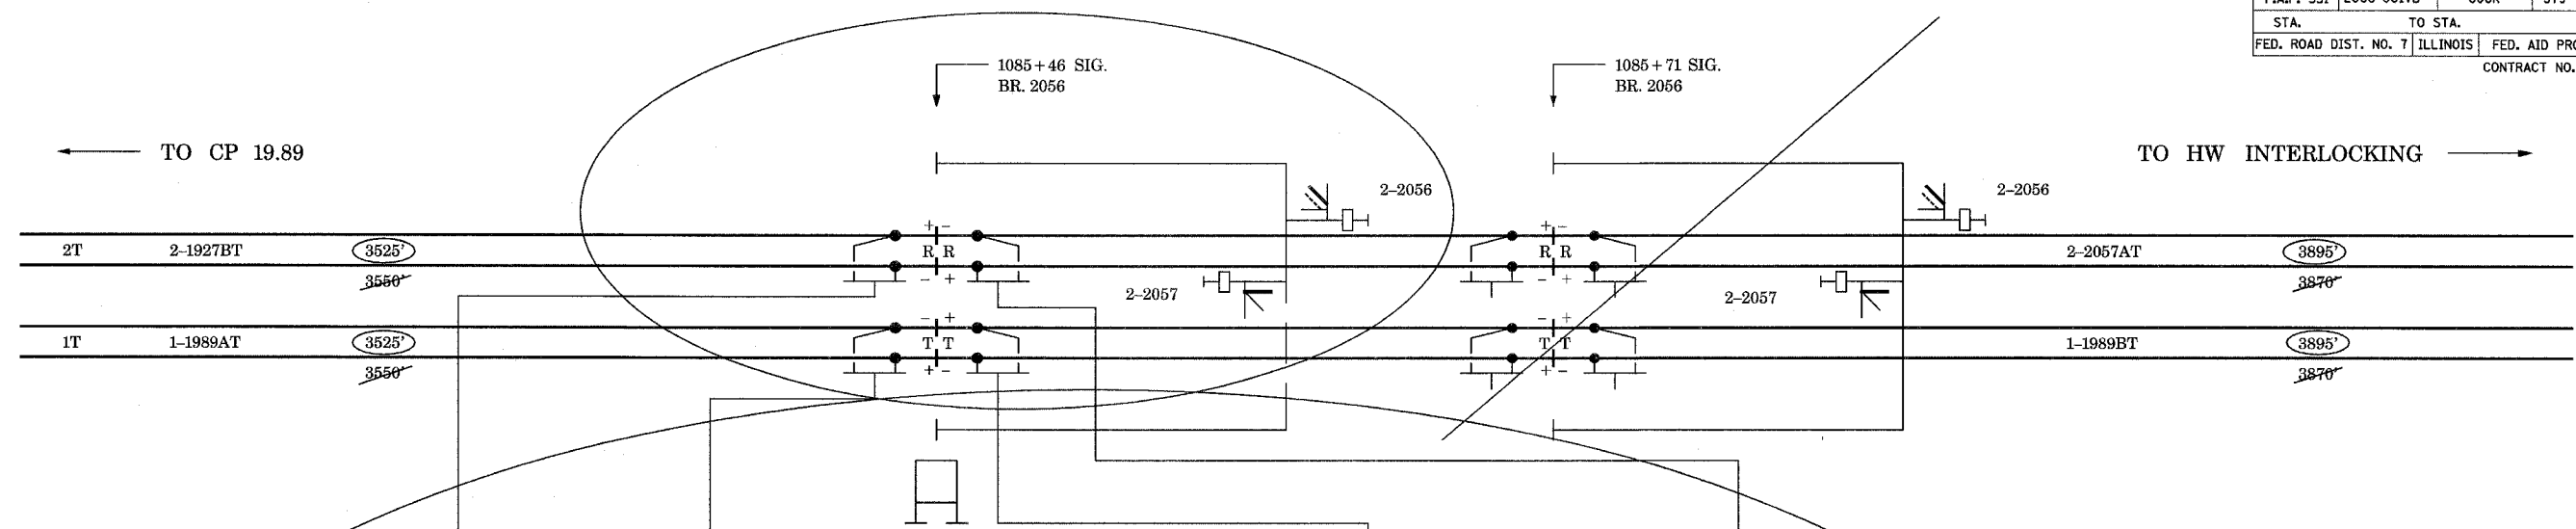 STA. TO STA.
FED. ROAD DIST. NO. 7 ILLINOIS FED. AID PRO
CONTRACT NO.
1085+46 SIG.
BR. 2056
1085+71 SIG.
BR. 2056
TO CP 19.89
TO HW INTERLOCKING
2-2056
2-2056
+ -
+ -
2T 2-1927BT 3525'
R R
R R
2-2057AT 3895'
3550'
- +
2-2057
- +
2-2057
3870'
- +
- +
1T 1-1989AT 3525'
T T
T T
1-1989BT 3895'
3550'
+ -
+ -
3870'